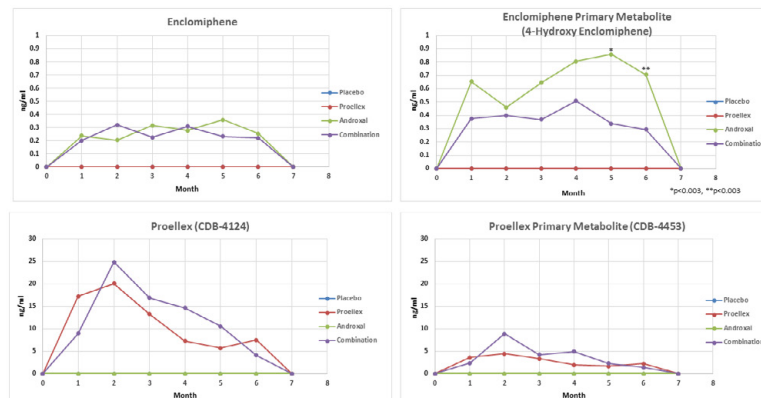 Enclomiphene
1
0.9
0.8
0.7
0.6
0.5
0.4
0.3
0.2
0.1
0
ng/ml
0 1 2 3 4 5 6 7 8
Month
Placebo
Proellex
Androxal
Combination
Enclomiphene Primary Metabolite
(4-Hydroxy Enclomiphene)
1
0.9
0.8
0.7
0.6
0.5
0.4
0.3
0.2
0.1
0
ng/ml
*
**
0 1 2 3 4 5 6 7 8
Month
Placebo
Proellex
Androxal
Combination
*p<0.003, **p<0.003
Proellex (CDB-4124)
30
25
20
15
10
5
0
ng/ml
0 1 2 3 4 5 6 7 8
Month
Placebo
Proellex
Androxal
Combination
Proellex Primary Metabolite (CDB-4453)
30
25
20
15
10
5
0
ng/ml
0 1 2 3 4 5 6 7 8
Month
Placebo
Proellex
Androxal
Combination